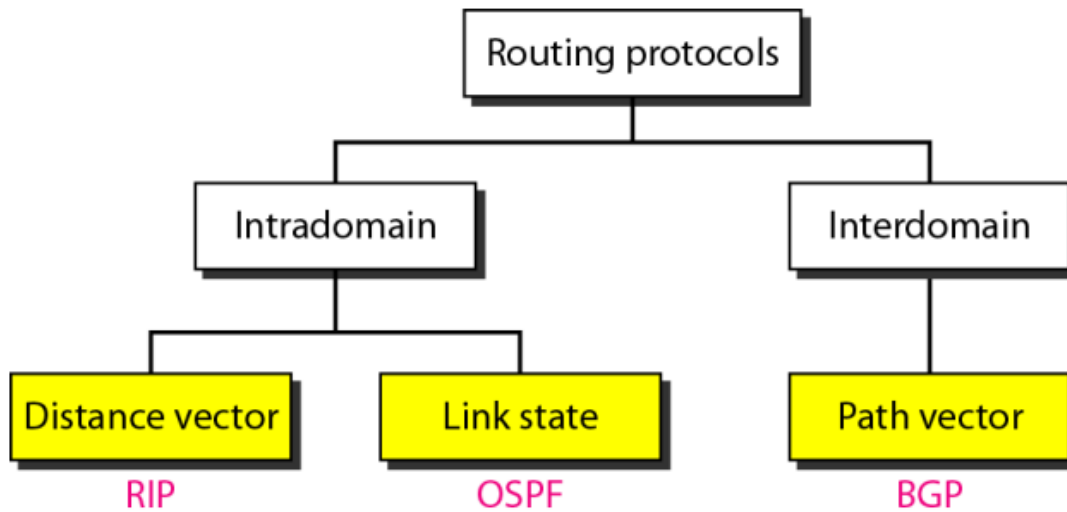 Routing protocols
Intradomain
Interdomain
Distance vector
Link state
Path vector
RIP
OSPF
BGP